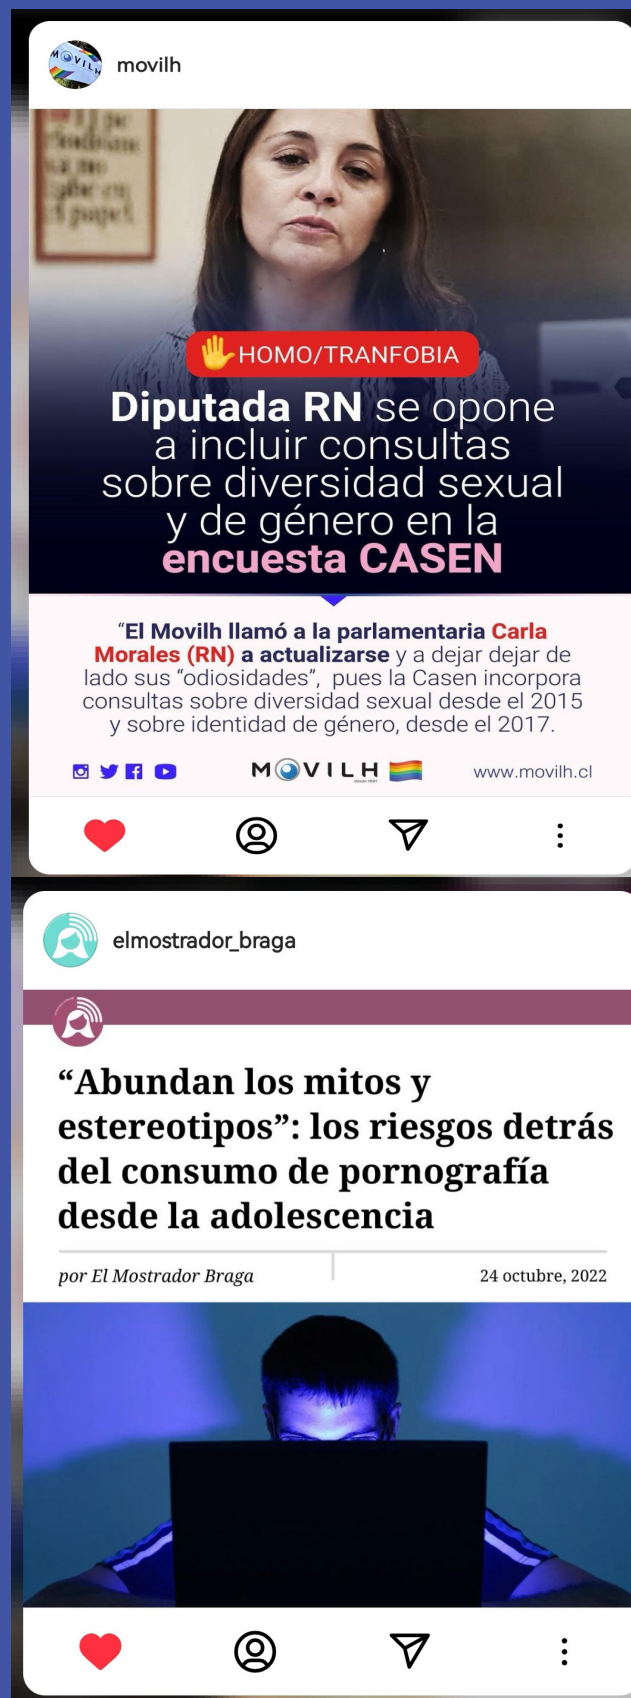 MOVILH
movilh
HOMO/TRANFOBIA
Diputada RN se opone
a incluir consultas
sobre diversidad sexual
y de género en la
encuesta CASEN
“El Movilh llamó a la parlamentaria Carla
Morales (RN) a actualizarse y a dejar dejar de
lado sus “odiosidades”, pues la Casen incorpora
consultas sobre diversidad sexual desde el 2015
y sobre identidad de género, desde el 2017.
MOVILH
www.movilh.cl
elmostrador_braga
“Abundan los mitos y
estereotipos”: los riesgos detrás
del consumo de pornografía
desde la adolescencia
por El Mostrador Braga
24 octubre, 2022